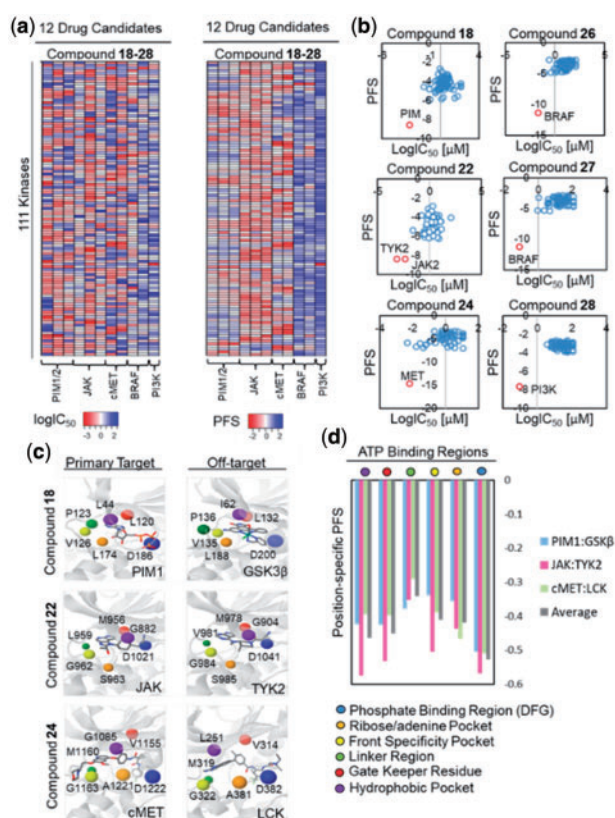 (a)
12 Drug Candidates
Compound 18-28
111 Kinases
PIM1/2
JAK
cMET
BRAF
PI3K
logIC50
-3 0 2
12 Drug Candidates
Compound 18-28
PIM1/2
JAK
cMET
BRAF
PI3K
PFS
-2 0 2
(b)
Compound 18
PFS
PIM
LogIC50 [µM]
Compound 26
PFS
BRAF
LogIC50 [µM]
Compound 22
PFS
TYK2
JAK2
LogIC50 [µM]
Compound 27
PFS
BRAF
LogIC50 [µM]
Compound 24
PFS
MET
LogIC50 [µM]
Compound 28
PFS
PI3K
LogIC50 [µM]
(c)
Primary Target
Off-target
Compound 18
P123
L44
L120
V126
L174
D186
PIM1
P136
I62
L132
V135
L188
D200
GSK3β
Compound 22
M956
G882
L959
G962
D1021
S963
JAK
M978
G904
V981
G984
D1041
S985
TYK2
Compound 24
G1085
V1155
M1160
G1163
A1221
D1222
cMET
L251
V314
M319
G322
A381
D382
LCK
(d)
ATP Binding Regions
Position-specific PFS
0
-0.1
-0.2
-0.3
-0.4
-0.5
-0.6
PIM1:GSKβ
JAK:TYK2
cMET:LCK
Average
Phosphate Binding Region (DFG)
Ribose/adenine Pocket
Front Specificity Pocket
Linker Region
Gate Keeper Residue
Hydrophobic Pocket